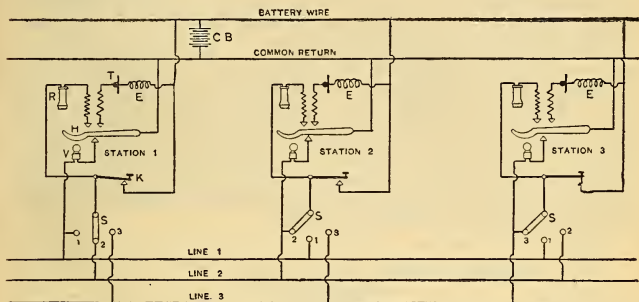 BATTERY WIRE
C B
COMMON RETURN
T
R E
H
V STATION 1
K
S
1 2 3
E
STATION 2
S
2 1 3
E
STATION 3
S
3 1 2
LINE 1
LINE 2
LINE. 3